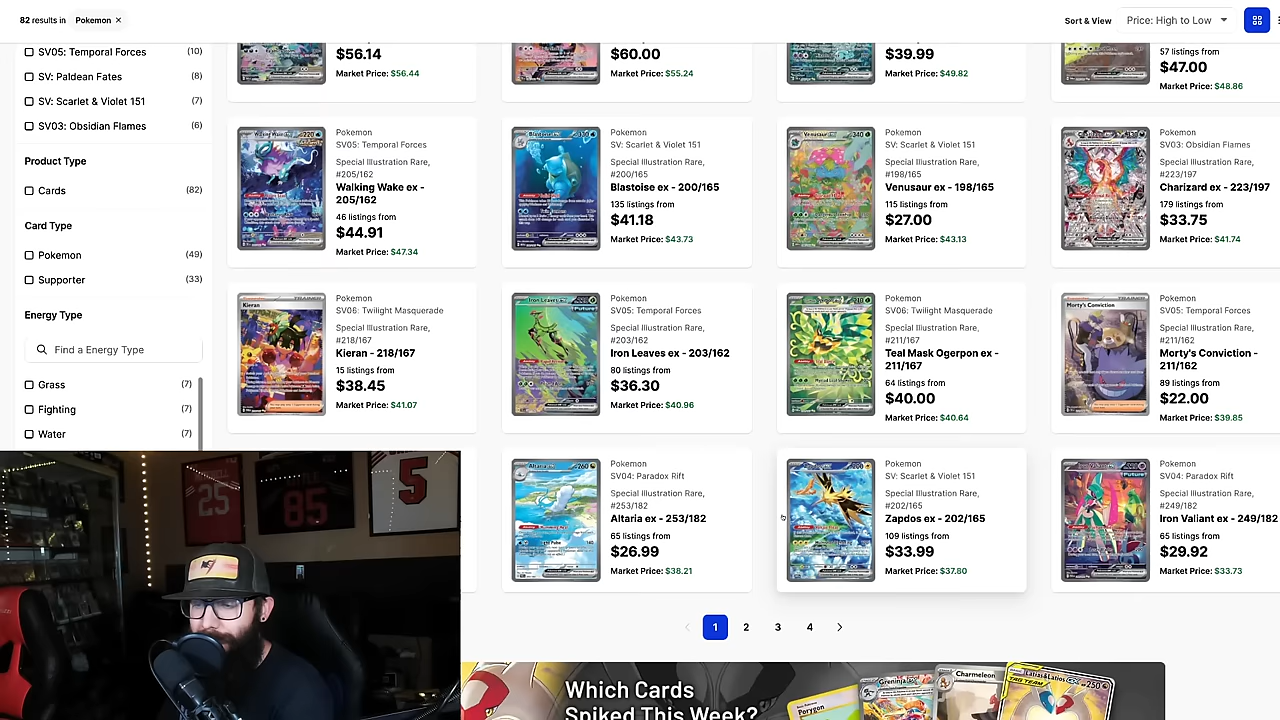 82 results in Pokemon ×
Sort & View Price: High to Low
SV05: Temporal Forces (10)
SV: Paldean Fates (8)
SV: Scarlet & Violet 151 (7)
SV03: Obsidian Flames (6)
Product Type
Cards (82)
Card Type
Pokemon (49)
Supporter (33)
Energy Type
Find a Energy Type
Grass (7)
Fighting (7)
Water (7)
$56.14
Market Price: $56.44
$60.00
Market Price: $55.24
$39.99
Market Price: $49.82
57 listings from
$47.00
Market Price: $48.86
Pokemon
SV05: Temporal Forces
Special Illustration Rare,
#205/162
Walking Wake ex -
205/162
46 listings from
$44.91
Market Price: $47.34
Pokemon
SV: Scarlet & Violet 151
Special Illustration Rare,
#200/165
Blastoise ex - 200/165
135 listings from
$41.18
Market Price: $43.73
Pokemon
SV: Scarlet & Violet 151
Special Illustration Rare,
#198/165
Venusaur ex - 198/165
115 listings from
$27.00
Market Price: $43.13
Pokemon
SV03: Obsidian Flames
Special Illustration Rare,
#223/197
Charizard ex - 223/197
179 listings from
$33.75
Market Price: $41.74
Kieran
Pokemon
SV06: Twilight Masquerade
Special Illustration Rare,
#218/167
Kieran - 218/167
15 listings from
$38.45
Market Price: $41.07
Pokemon
SV05: Temporal Forces
Special Illustration Rare,
#203/162
Iron Leaves ex - 203/162
80 listings from
$36.30
Market Price: $40.96
Pokemon
SV06: Twilight Masquerade
Special Illustration Rare,
#211/167
Teal Mask Ogerpon ex -
211/167
64 listings from
$40.00
Market Price: $40.64
Morty's Conviction
Pokemon
SV05: Temporal Forces
Special Illustration Rare,
#211/162
Morty's Conviction -
211/162
89 listings from
$22.00
Market Price: $39.85
Pokemon
SV04: Paradox Rift
Special Illustration Rare,
#253/182
Altaria ex - 253/182
65 listings from
$26.99
Market Price: $38.21
Pokemon
SV: Scarlet & Violet 151
Special Illustration Rare,
#202/165
Zapdos ex - 202/165
109 listings from
$33.99
Market Price: $37.80
Pokemon
SV04: Paradox Rift
Special Illustration Rare,
#249/182
Iron Valiant ex - 249/182
65 listings from
$29.92
Market Price: $33.73
1 2 3 4
Which Cards
Spiked This Week?
Porygon
Greninja
Charmeleon
Latias & Latios
TAG TEAM
25
85
5